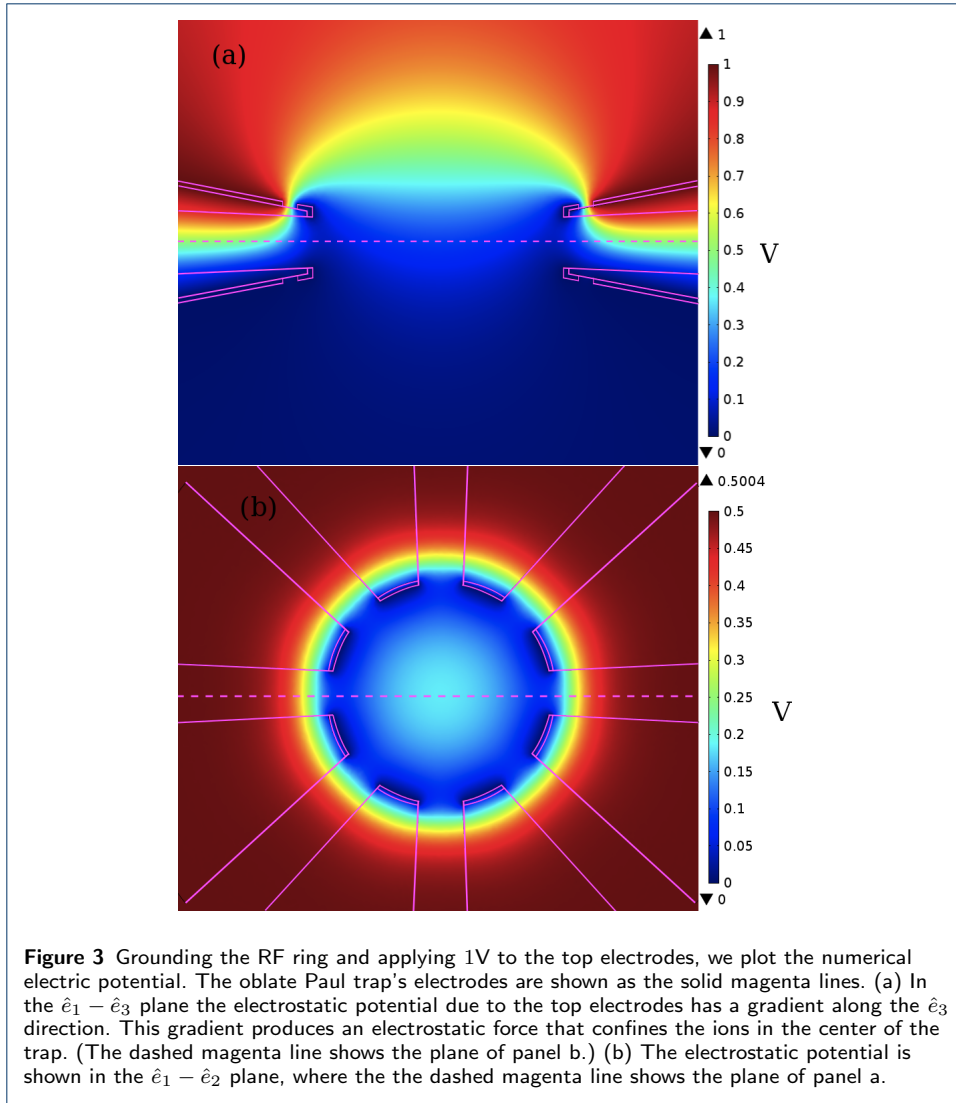 (a)
▲ 1
1
0.9
0.8
0.7
0.6
0.5
0.4
0.3
0.2
0.1
0
▼ 0
V
(b)
▲ 0.5004
0.5
0.45
0.4
0.35
0.3
0.25
0.2
0.15
0.1
0.05
0
▼ 0
V
Figure 3 Grounding the RF ring and applying 1V to the top electrodes, we plot the numerical
electric potential. The oblate Paul trap's electrodes are shown as the solid magenta lines. (a) In
the ê₁ − ê₃ plane the electrostatic potential due to the top electrodes has a gradient along the ê₃
direction. This gradient produces an electrostatic force that confines the ions in the center of the
trap. (The dashed magenta line shows the plane of panel b.) (b) The electrostatic potential is
shown in the ê₁ − ê₂ plane, where the the dashed magenta line shows the plane of panel a.